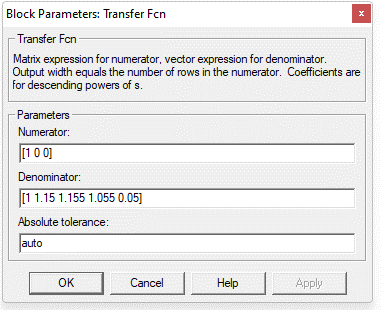 Block Parameters: Transfer Fcn
x
Transfer Fcn
Matrix expression for numerator, vector expression for denominator.
Output width equals the number of rows in the numerator. Coefficients are
for descending powers of s.
Parameters
Numerator:
[1 0 0]
Denominator:
[1 1.15 1.155 1.055 0.05]
Absolute tolerance:
auto
OK Cancel Help Apply